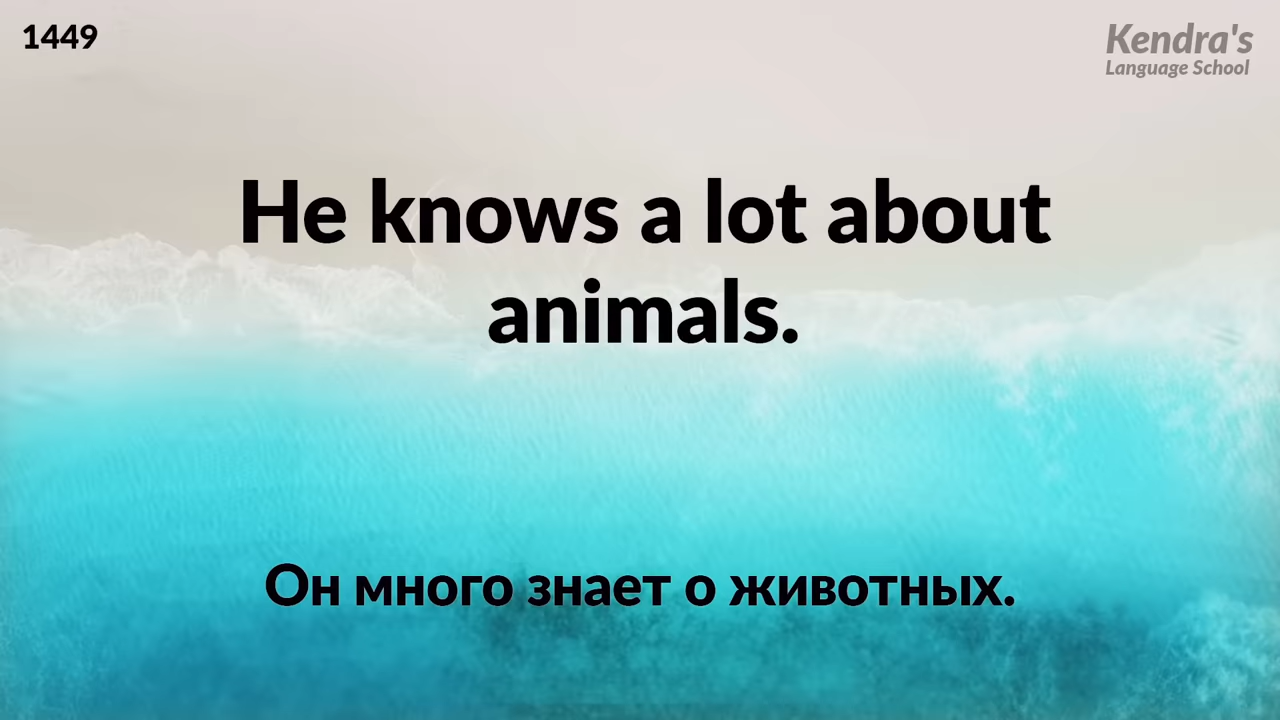 1449
Kendra's
Language School
He knows a lot about
animals.
Он много знает о животных.